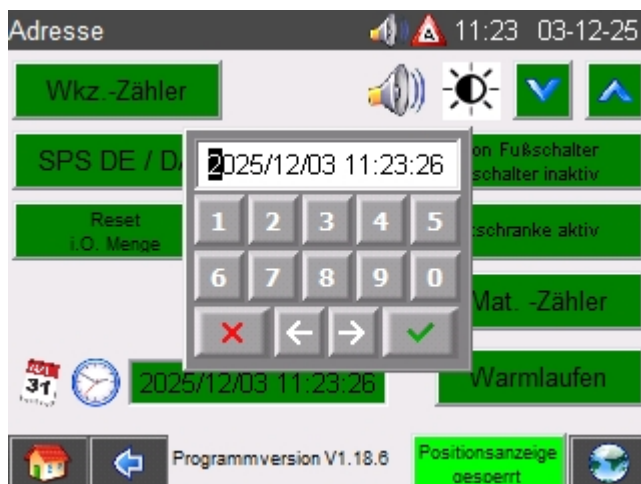 Adresse
A 11:23 03-12-25
Wkz.-Zähler
SPS DE / D
2025/12/03 11:23:26
on Fußschalter
schalter inaktiv
1 2 3 4 5
Reset
i.O. Menge
schranke aktiv
6 7 8 9 0
Mat. -Zähler
31
2025/12/03 11:23:26
Warmlaufen
Programmversion V1.18.6
Positionsanzeige
gesperrt